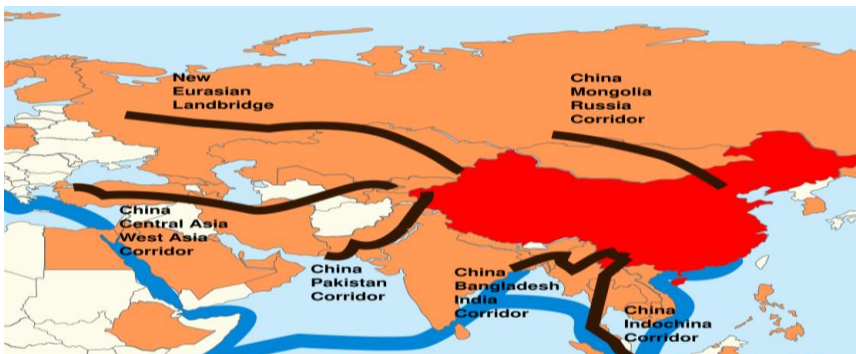 New
Eurasian
Landbridge
China
Mongolia
Russia
Corridor
China
Central Asia
West Asia
Corridor
China
Pakistan
Corridor
China
Bangladesh
India
Corridor
China
Indochina
Corridor